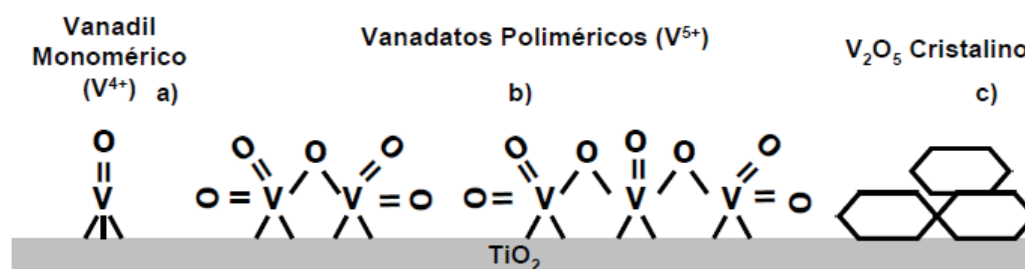 Vanadil
Monomérico
(V⁴⁺) a)
Vanadatos Poliméricos (V⁵⁺)
b)
V₂O₅ Cristalino
c)
O
V
O O O
O V V O
O O O O O
O V V V O
TiO₂